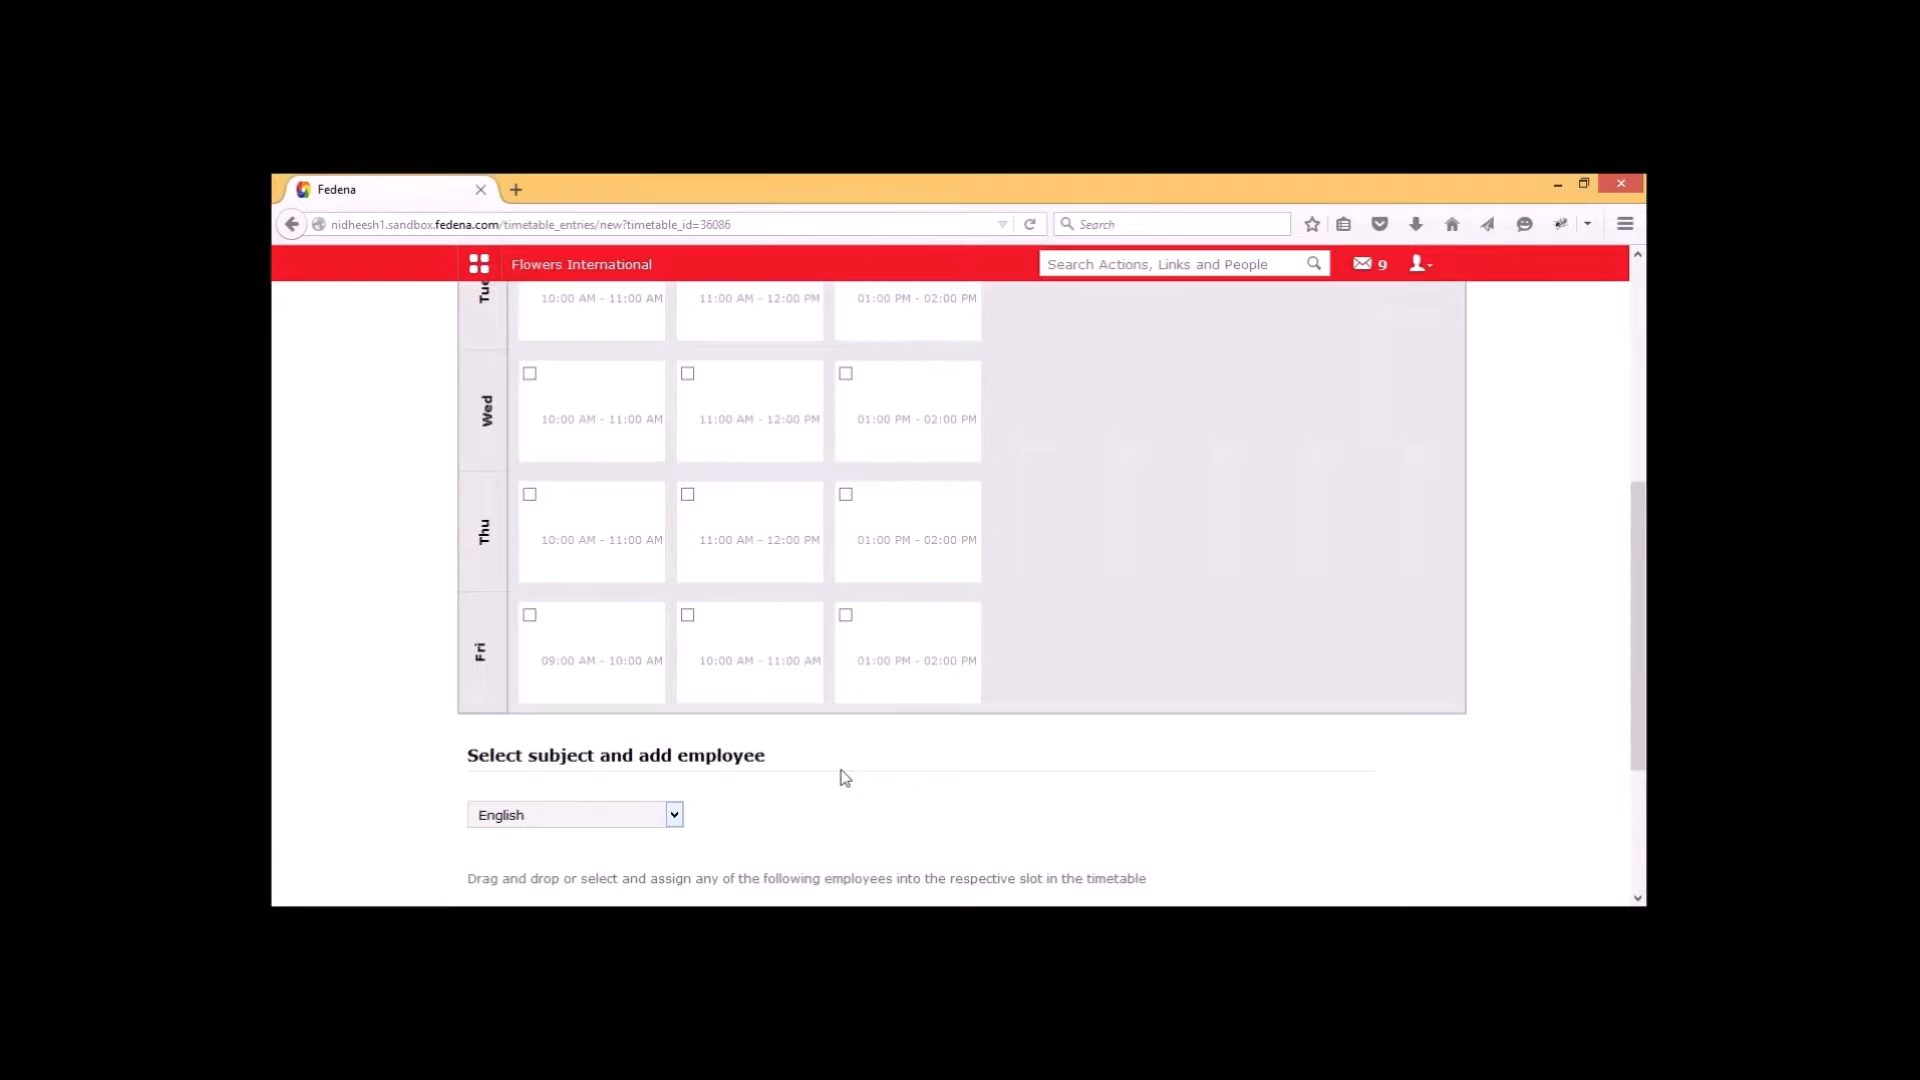 Fedena
nidheesh1.sandbox.fedena.com/timetable_entries/new?timetable_id=36086
Search
Flowers International
Search Actions, Links and People
9
Tue
10:00 AM - 11:00 AM
11:00 AM - 12:00 PM
01:00 PM - 02:00 PM
Wed
10:00 AM - 11:00 AM
11:00 AM - 12:00 PM
01:00 PM - 02:00 PM
Thu
10:00 AM - 11:00 AM
11:00 AM - 12:00 PM
01:00 PM - 02:00 PM
Fri
09:00 AM - 10:00 AM
10:00 AM - 11:00 AM
01:00 PM - 02:00 PM
Select subject and add employee
English
Drag and drop or select and assign any of the following employees into the respective slot in the timetable